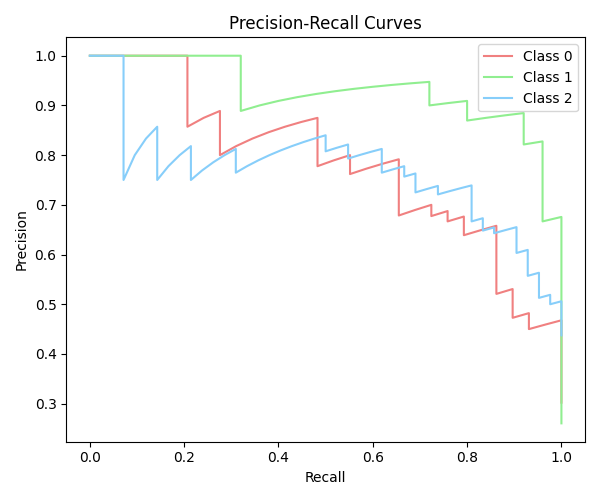 Precision-Recall Curves
Class 0
Class 1
Class 2
Precision
1.0
0.9
0.8
0.7
0.6
0.5
0.4
0.3
0.0 0.2 0.4 0.6 0.8 1.0
Recall